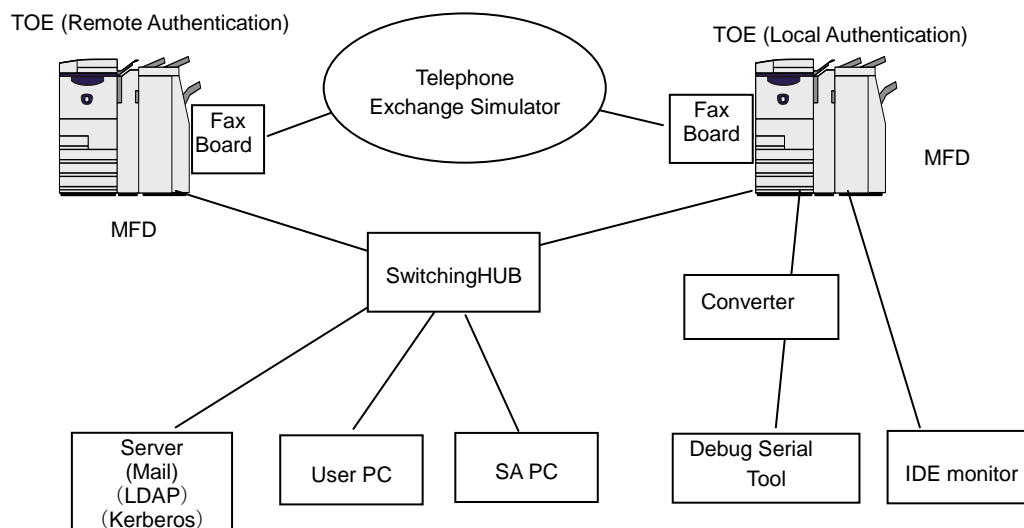 TOE (Remote Authentication)
TOE (Local Authentication)
Telephone
Exchange Simulator
Fax
Board
Fax
Board
MFD
MFD
SwitchingHUB
Converter
Server
(Mail)
（LDAP）
（Kerberos）
User PC
SA PC
Debug Serial
Tool
IDE monitor